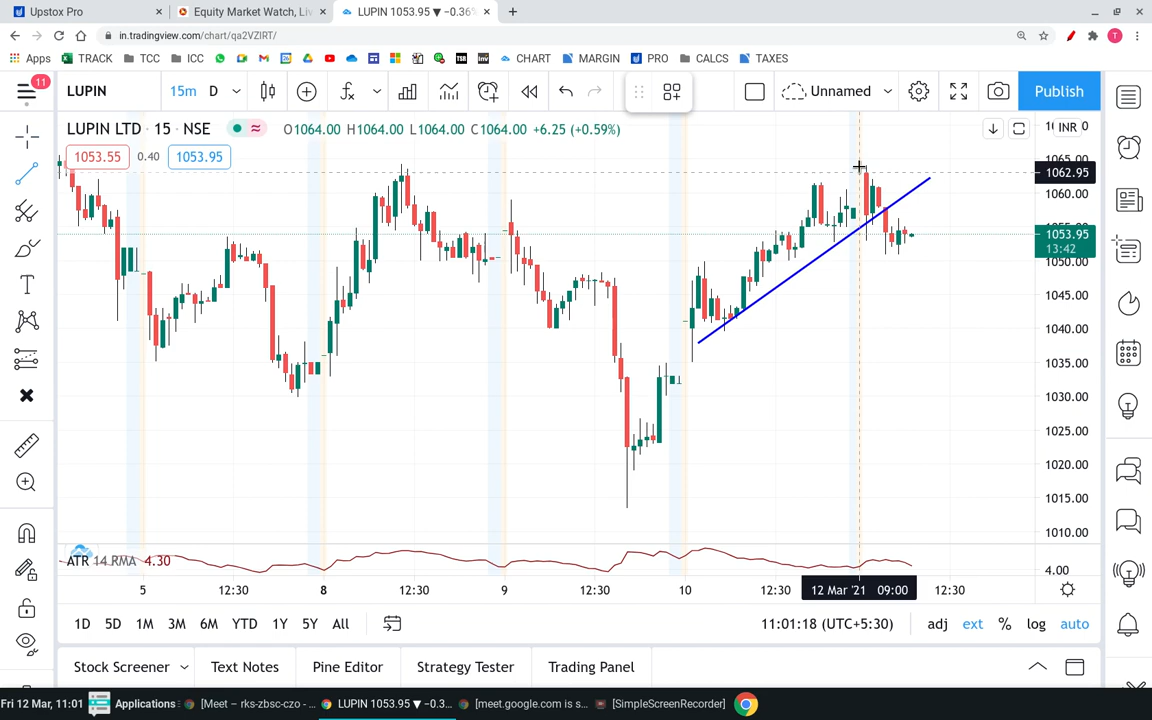 Upstox Pro
Equity Market Watch, Liv
LUPIN 1053.95 ▼ −0.36%
in.tradingview.com/chart/qa2VZIRT/
Apps
TRACK
TCC
ICC
CHART
MARGIN
PRO
CALCS
TAXES
11
LUPIN
15m
D
Unnamed
Publish
LUPIN LTD · 15 · NSE
O1064.00 H1064.00 L1064.00 C1064.00 +6.25 (+0.59%)
INR
1053.55
0.40
1053.95
1065.00
1062.95
1060.00
1053.95
13:42
1050.00
1045.00
1040.00
1035.00
1030.00
1025.00
1020.00
1015.00
1010.00
ATR 14 RMA 4.30
4.00
5
12:30
8
12:30
9
12:30
10
12:30
12 Mar '21 09:00
12:30
1D
5D
1M
3M
6M
YTD
1Y
5Y
All
11:01:18 (UTC+5:30)
adj
ext
%
log
auto
Stock Screener
Text Notes
Pine Editor
Strategy Tester
Trading Panel
Fri 12 Mar, 11:01
Applications
[Meet – rks-zbsc-czo - ...
LUPIN 1053.95 ▼ −0.3...
[meet.google.com is s...
[SimpleScreenRecorder]